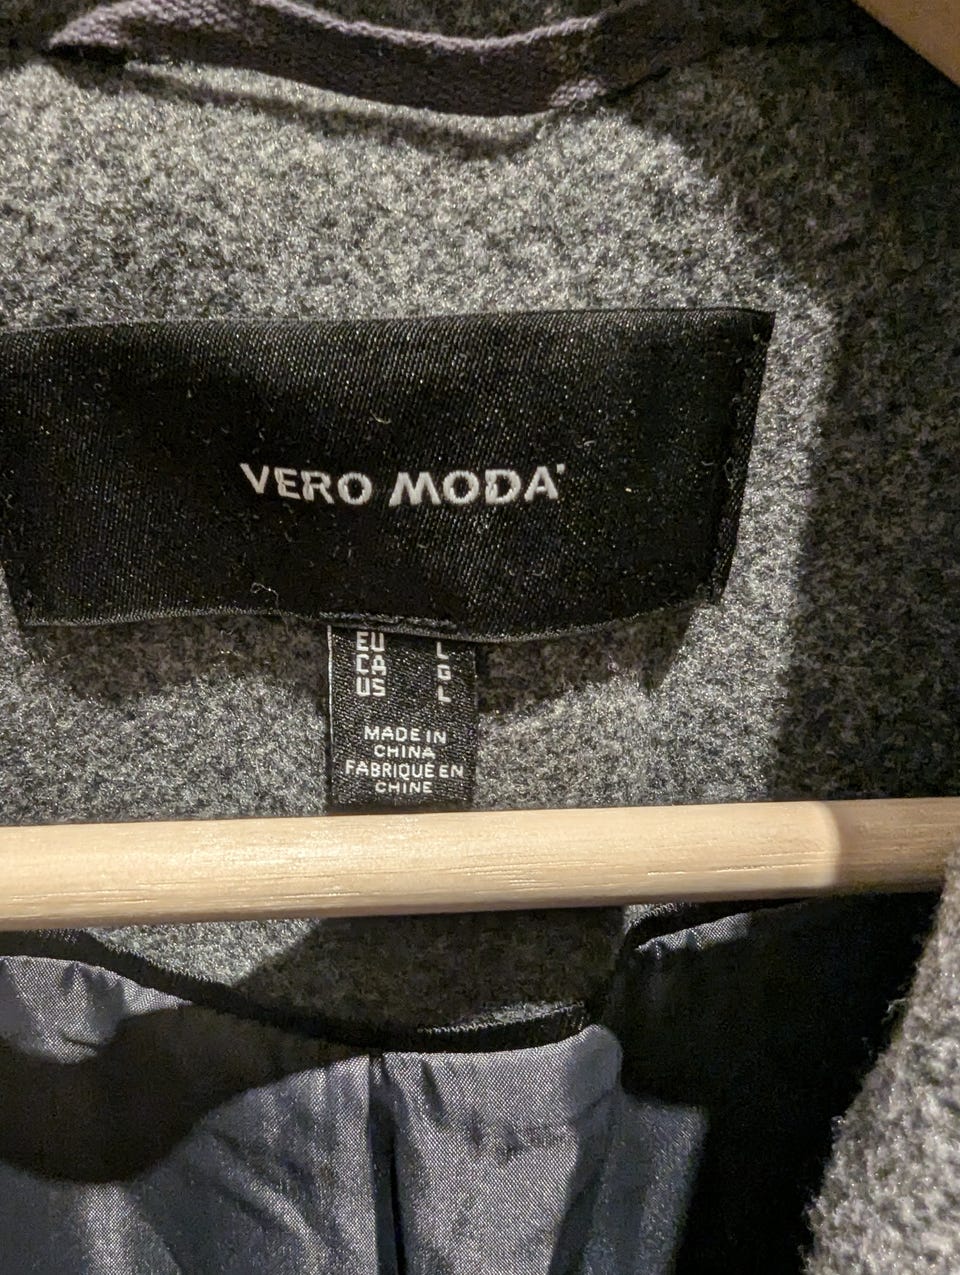 VERO MODA
EU L
CA G
US L
MADE IN
CHINA
FABRIQUÉ EN
CHINE